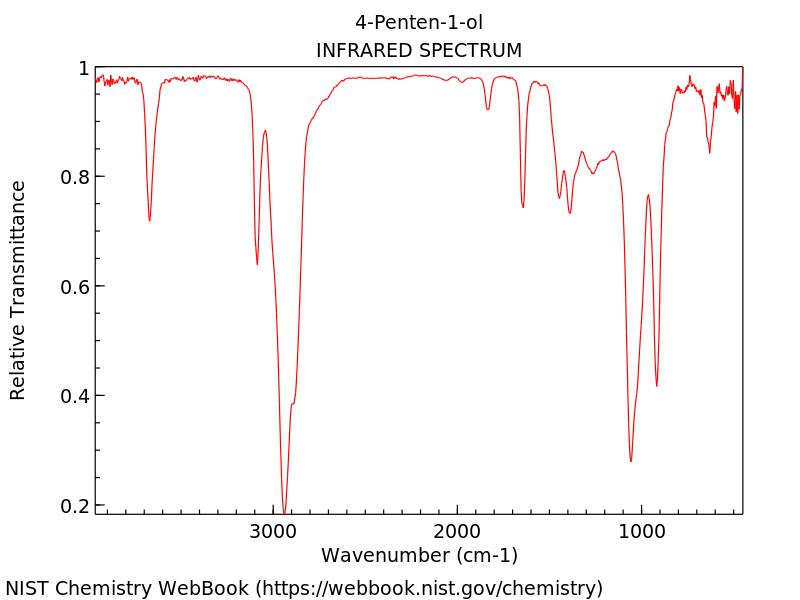 4-Penten-1-ol
INFRARED SPECTRUM
1
0.8
0.6
0.4
0.2
Relative Transmittance
3000 2000 1000
Wavenumber (cm-1)
NIST Chemistry WebBook (https://webbook.nist.gov/chemistry)